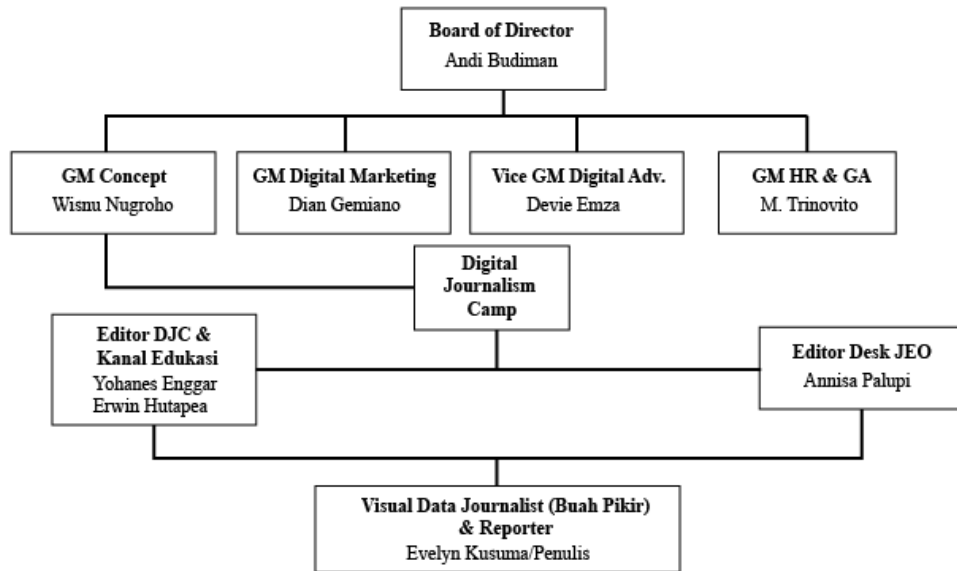 Board of Director
Andi Budiman
GM Concept
Wisnu Nugroho
GM Digital Marketing
Dian Gemiano
Vice GM Digital Adv.
Devie Emza
GM HR & GA
M. Trinovito
Digital
Journalism
Camp
Editor DJC &
Kanal Edukasi
Yohanes Enggar
Erwin Hutapea
Editor Desk JEO
Annisa Palupi
Visual Data Journalist (Buah Pikir)
& Reporter
Evelyn Kusuma/Penulis